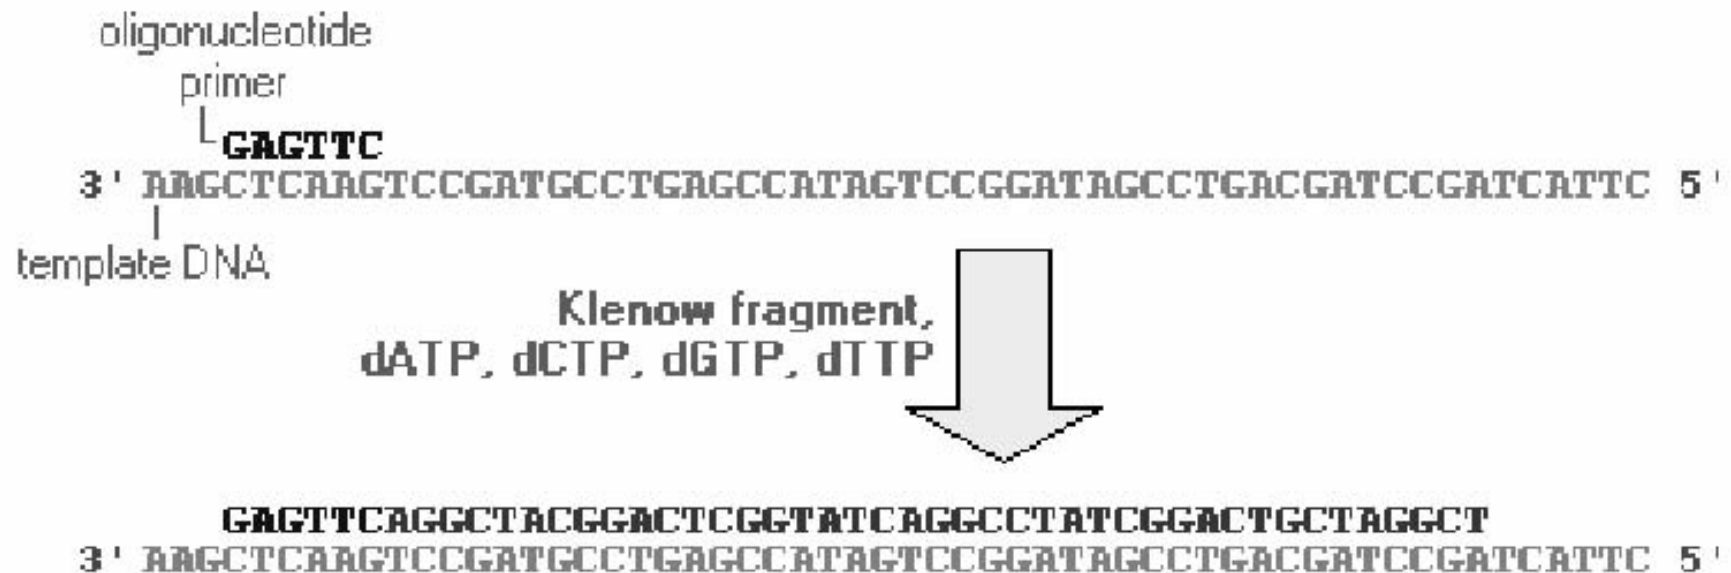 oligonucleotide
primer
GAGTTC
3' AAGCTCAAGTCCGATGCCTGAGCCATAGTCCGGATAGCCTGACGATCCGATCATTC 5'
template DNA
Klenow fragment,
dATP, dCTP, dGTP, dTTP
GAGTTCAGGCTACGGACTCGGTATCAGGCCTATCGGACTGCTAGGCT
3' AAGCTCAAGTCCGATGCCTGAGCCATAGTCCGGATAGCCTGACGATCCGATCATTC 5'